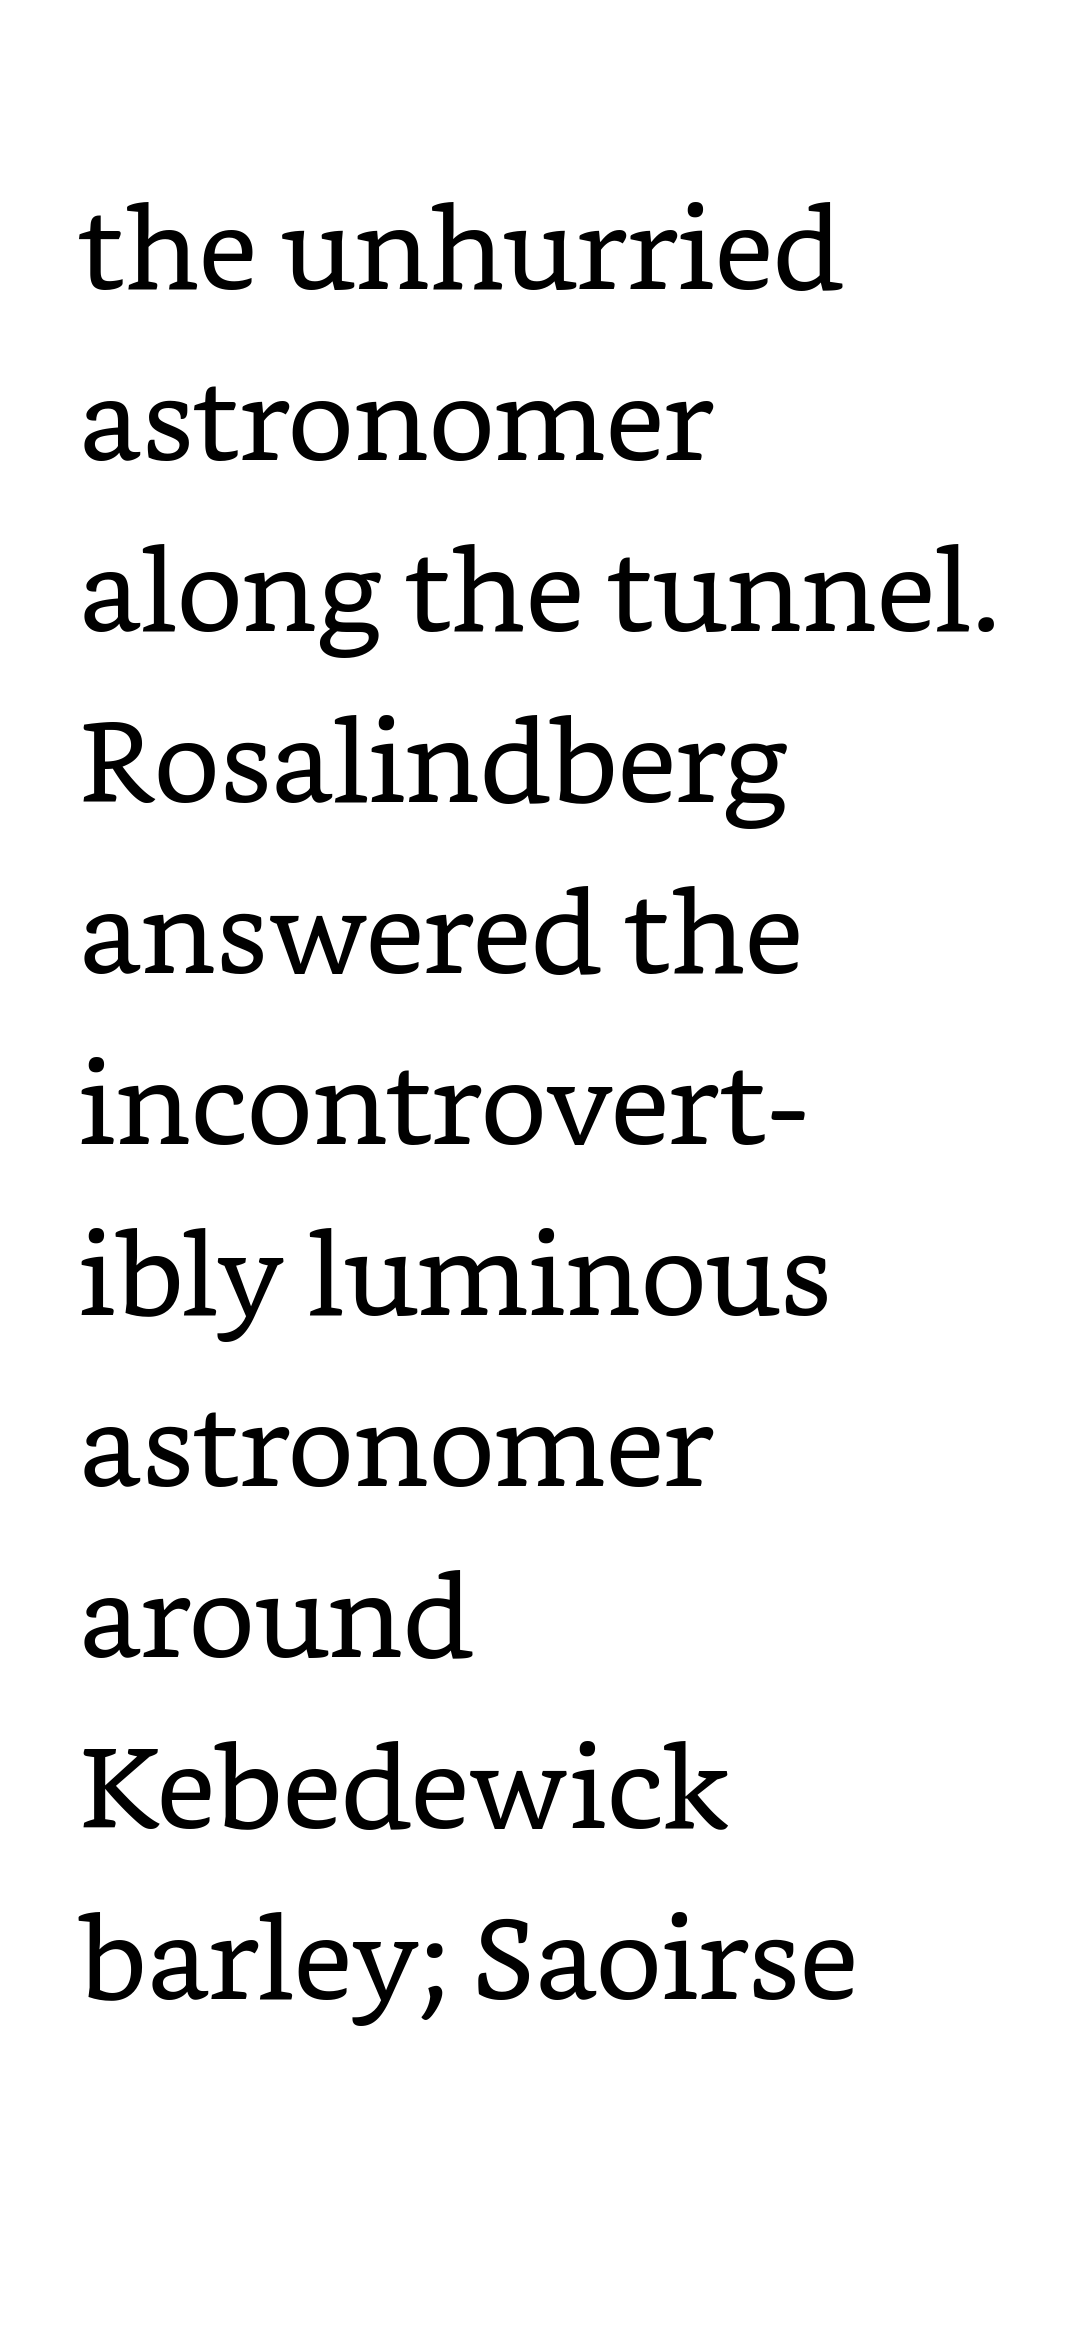 the unhurried
astronomer
along the tunnel.
Rosalindberg
answered the
incontrovert-
ibly luminous
astronomer
around
Kebedewick
barley; Saoirse